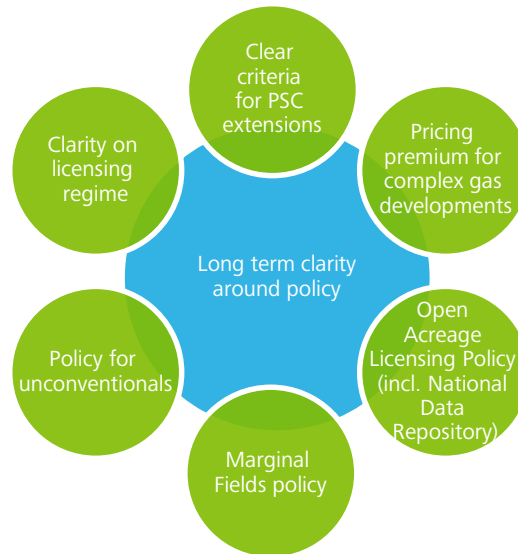 Clear
criteria
for PSC
extensions
Pricing
premium for
complex gas
developments
Open
Acreage
Licensing Policy
(incl. National
Data
Repository)
Marginal
Fields policy
Policy for
unconventionals
Clarity on
licensing
regime
Long term clarity
around policy